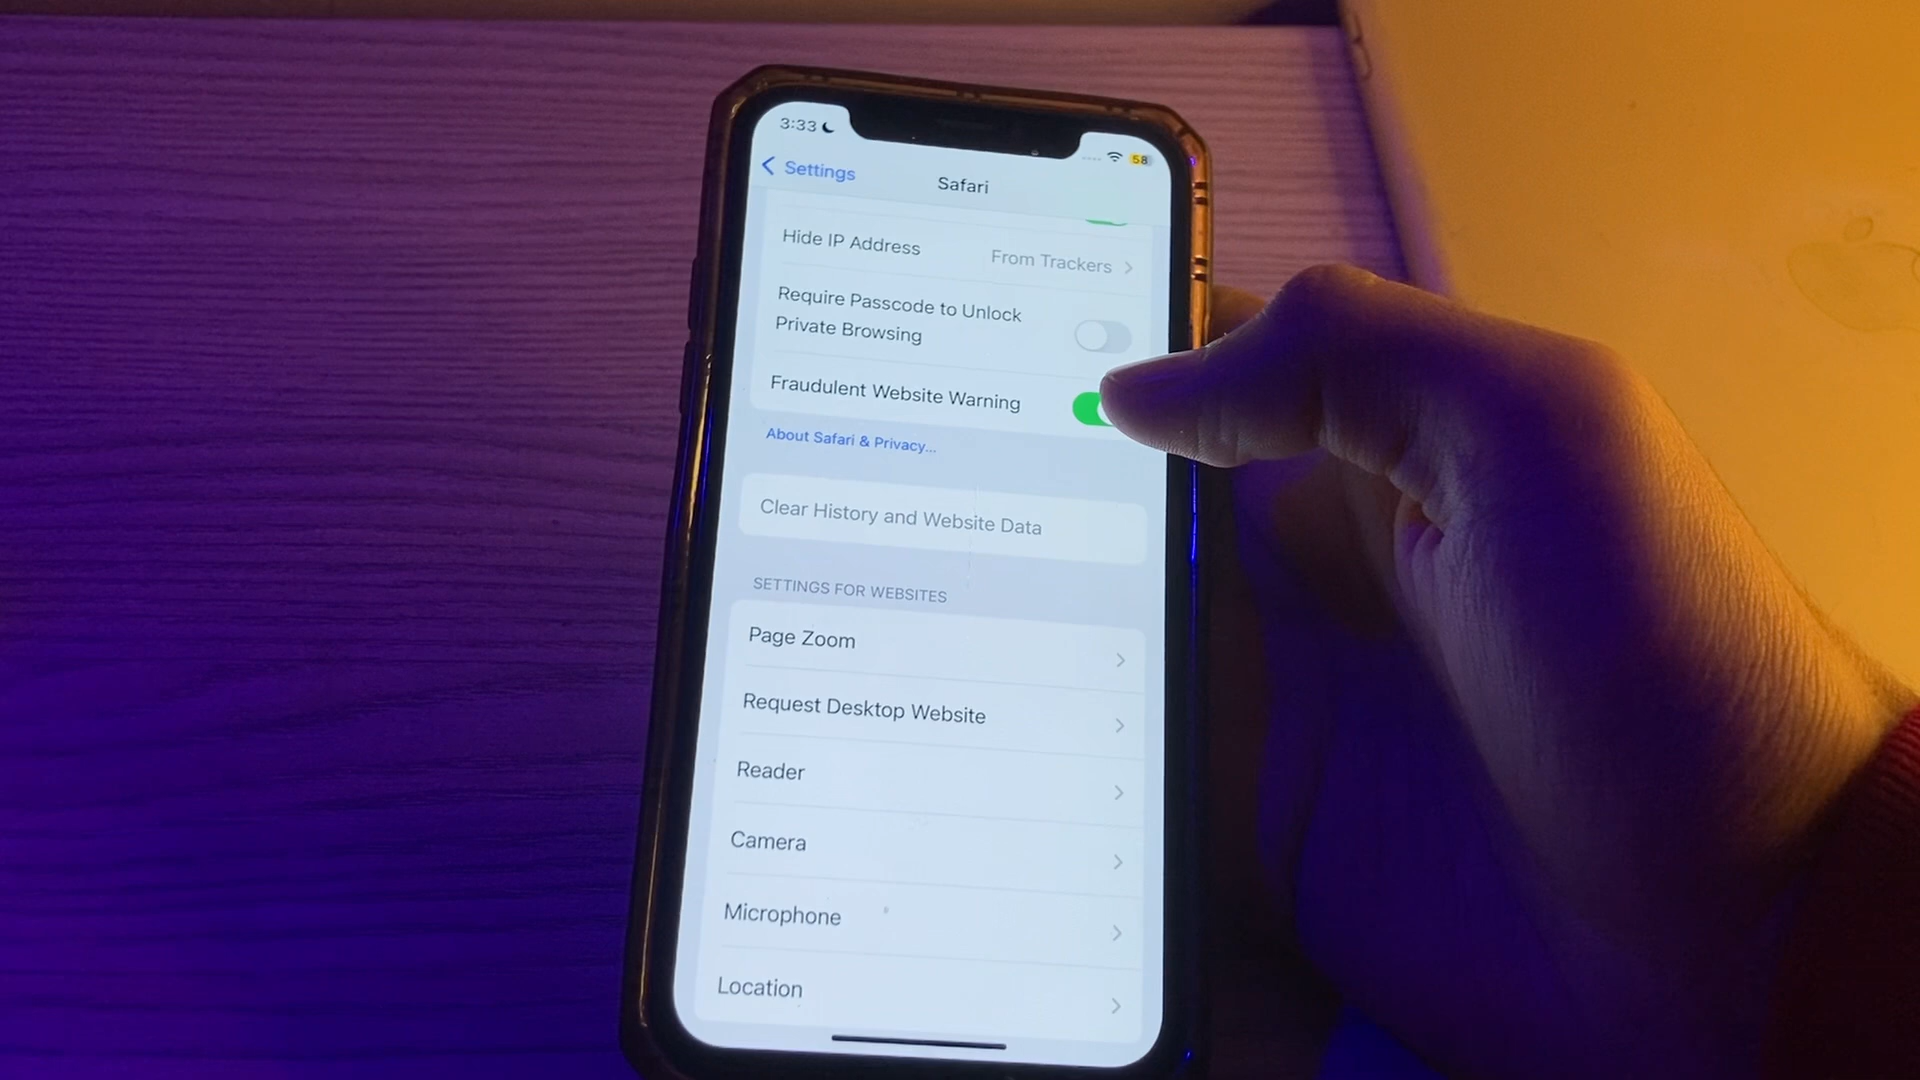 3:33
58
Settings
Safari
Hide IP Address
From Trackers
Require Passcode to Unlock
Private Browsing
Fraudulent Website Warning
About Safari & Privacy...
Clear History and Website Data
SETTINGS FOR WEBSITES
Page Zoom
Request Desktop Website
Reader
Camera
Microphone
Location